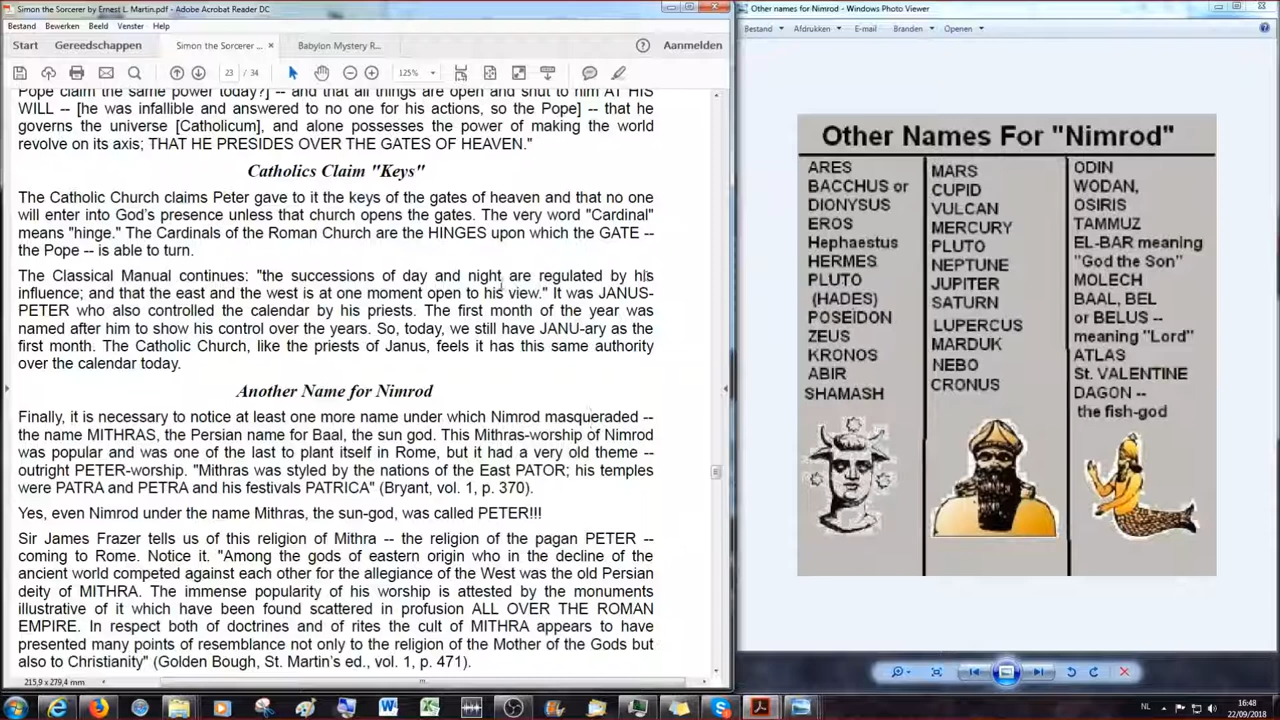 Simon the Sorcerer by Ernest L. Martin.pdf - Adobe Acrobat Reader DC
Bestand Bewerken Beeld Venster Help
Start Gereedschappen Simon the Sorcerer ... × Babylon Mystery R... Aanmelden
23 / 34 125%
Pope claim the same power today?] -- and that all things are open and shut to him AT HIS
WILL -- [he was infallible and answered to no one for his actions, so the Pope] -- that he
governs the universe [Catholicum], and alone possesses the power of making the world
revolve on its axis; THAT HE PRESIDES OVER THE GATES OF HEAVEN."
Catholics Claim "Keys"
The Catholic Church claims Peter gave to it the keys of the gates of heaven and that no one
will enter into God's presence unless that church opens the gates. The very word "Cardinal"
means "hinge." The Cardinals of the Roman Church are the HINGES upon which the GATE --
the Pope -- is able to turn.
The Classical Manual continues: "the successions of day and night are regulated by his
influence; and that the east and the west is at one moment open to his view." It was JANUS-
PETER who also controlled the calendar by his priests. The first month of the year was
named after him to show his control over the years. So, today, we still have JANU-ary as the
first month. The Catholic Church, like the priests of Janus, feels it has this same authority
over the calendar today.
Another Name for Nimrod
Finally, it is necessary to notice at least one more name under which Nimrod masqueraded --
the name MITHRAS, the Persian name for Baal, the sun god. This Mithras-worship of Nimrod
was popular and was one of the last to plant itself in Rome, but it had a very old theme --
outright PETER-worship. "Mithras was styled by the nations of the East PATOR; his temples
were PATRA and PETRA and his festivals PATRICA" (Bryant, vol. 1, p. 370).
Yes, even Nimrod under the name Mithras, the sun-god, was called PETER!!!
Sir James Frazer tells us of this religion of Mithra -- the religion of the pagan PETER --
coming to Rome. Notice it. "Among the gods of eastern origin who in the decline of the
ancient world competed against each other for the allegiance of the West was the old Persian
deity of MITHRA. The immense popularity of his worship is attested by the monuments
illustrative of it which have been found scattered in profusion ALL OVER THE ROMAN
EMPIRE. In respect both of doctrines and of rites the cult of MITHRA appears to have
presented many points of resemblance not only to the religion of the Mother of the Gods but
also to Christianity" (Golden Bough, St. Martin's ed., vol. 1, p. 471).
215,9 x 279,4 mm
Other names for Nimrod - Windows Photo Viewer
Bestand Afdrukken E-mail Branden Openen
Other Names For "Nimrod"
ARES
BACCHUS or
DIONYSUS
EROS
Hephaestus
HERMES
PLUTO
(HADES)
POSEIDON
ZEUS
KRONOS
ABIR
SHAMASH
MARS
CUPID
VULCAN
MERCURY
PLUTO
NEPTUNE
JUPITER
SATURN
LUPERCUS
MARDUK
NEBO
CRONUS
ODIN
WODAN,
OSIRIS
TAMMUZ
EL-BAR meaning
"God the Son"
MOLECH
BAAL, BEL
or BELUS --
meaning "Lord"
ATLAS
St. VALENTINE
DAGON --
the fish-god
NL 16:48
22/09/2018